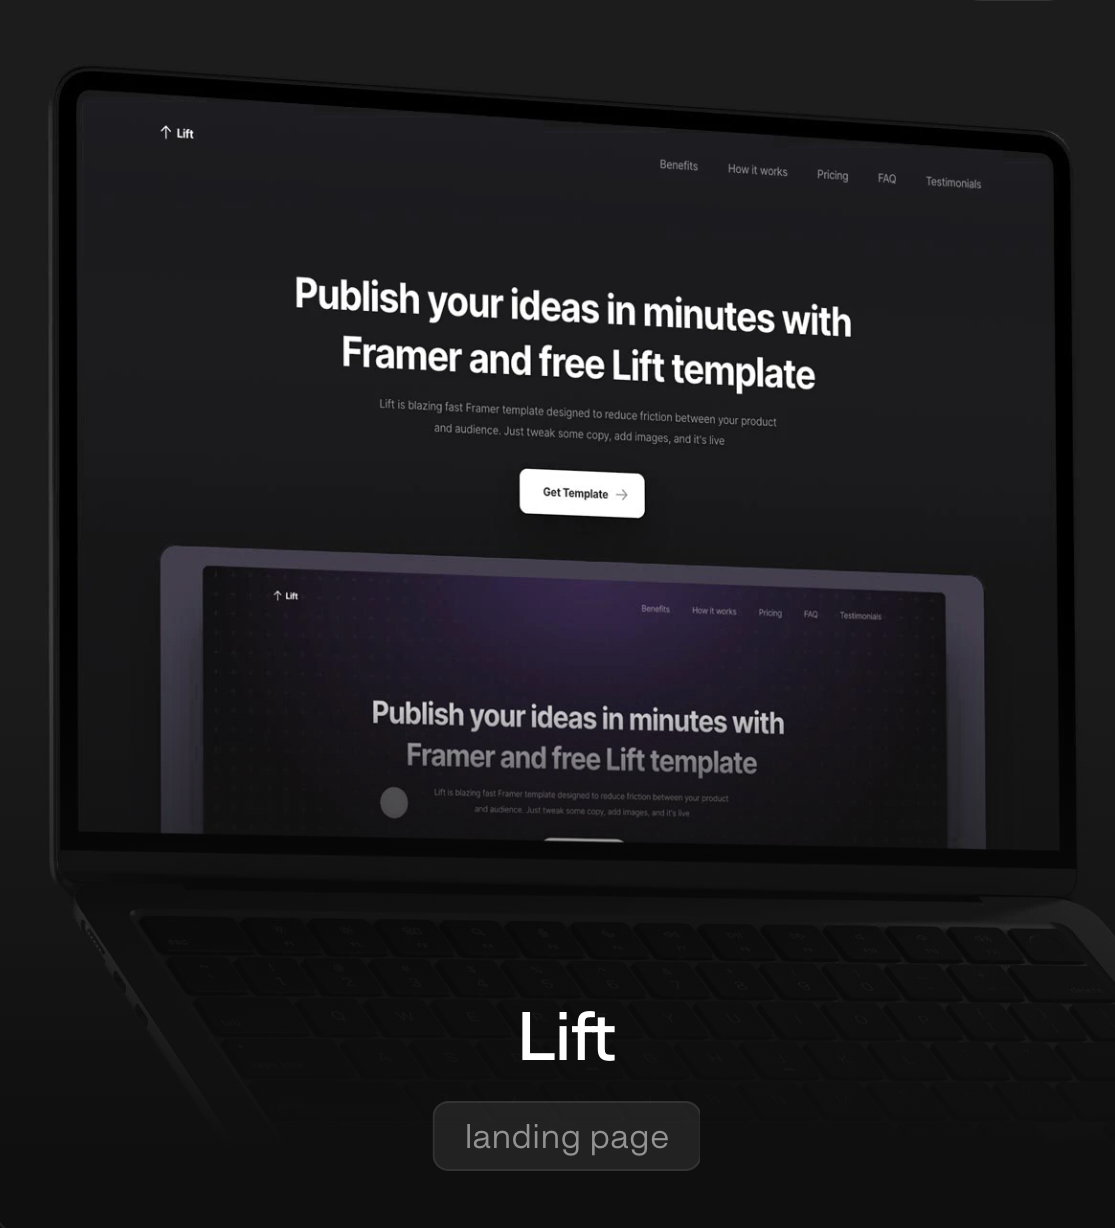 Lift
Benefits How it works Pricing FAQ Testimonials
Publish your ideas in minutes with
Framer and free Lift template
Lift is blazing fast Framer template designed to reduce friction between your product
and audience. Just tweak some copy, add images, and it's live
Get Template
Lift
Benefits How it works Pricing FAQ Testimonials
Publish your ideas in minutes with
Framer and free Lift template
Lift is blazing fast Framer template designed to reduce friction between your product
and audience. Just tweak some copy, add images, and it's live
Lift
landing page